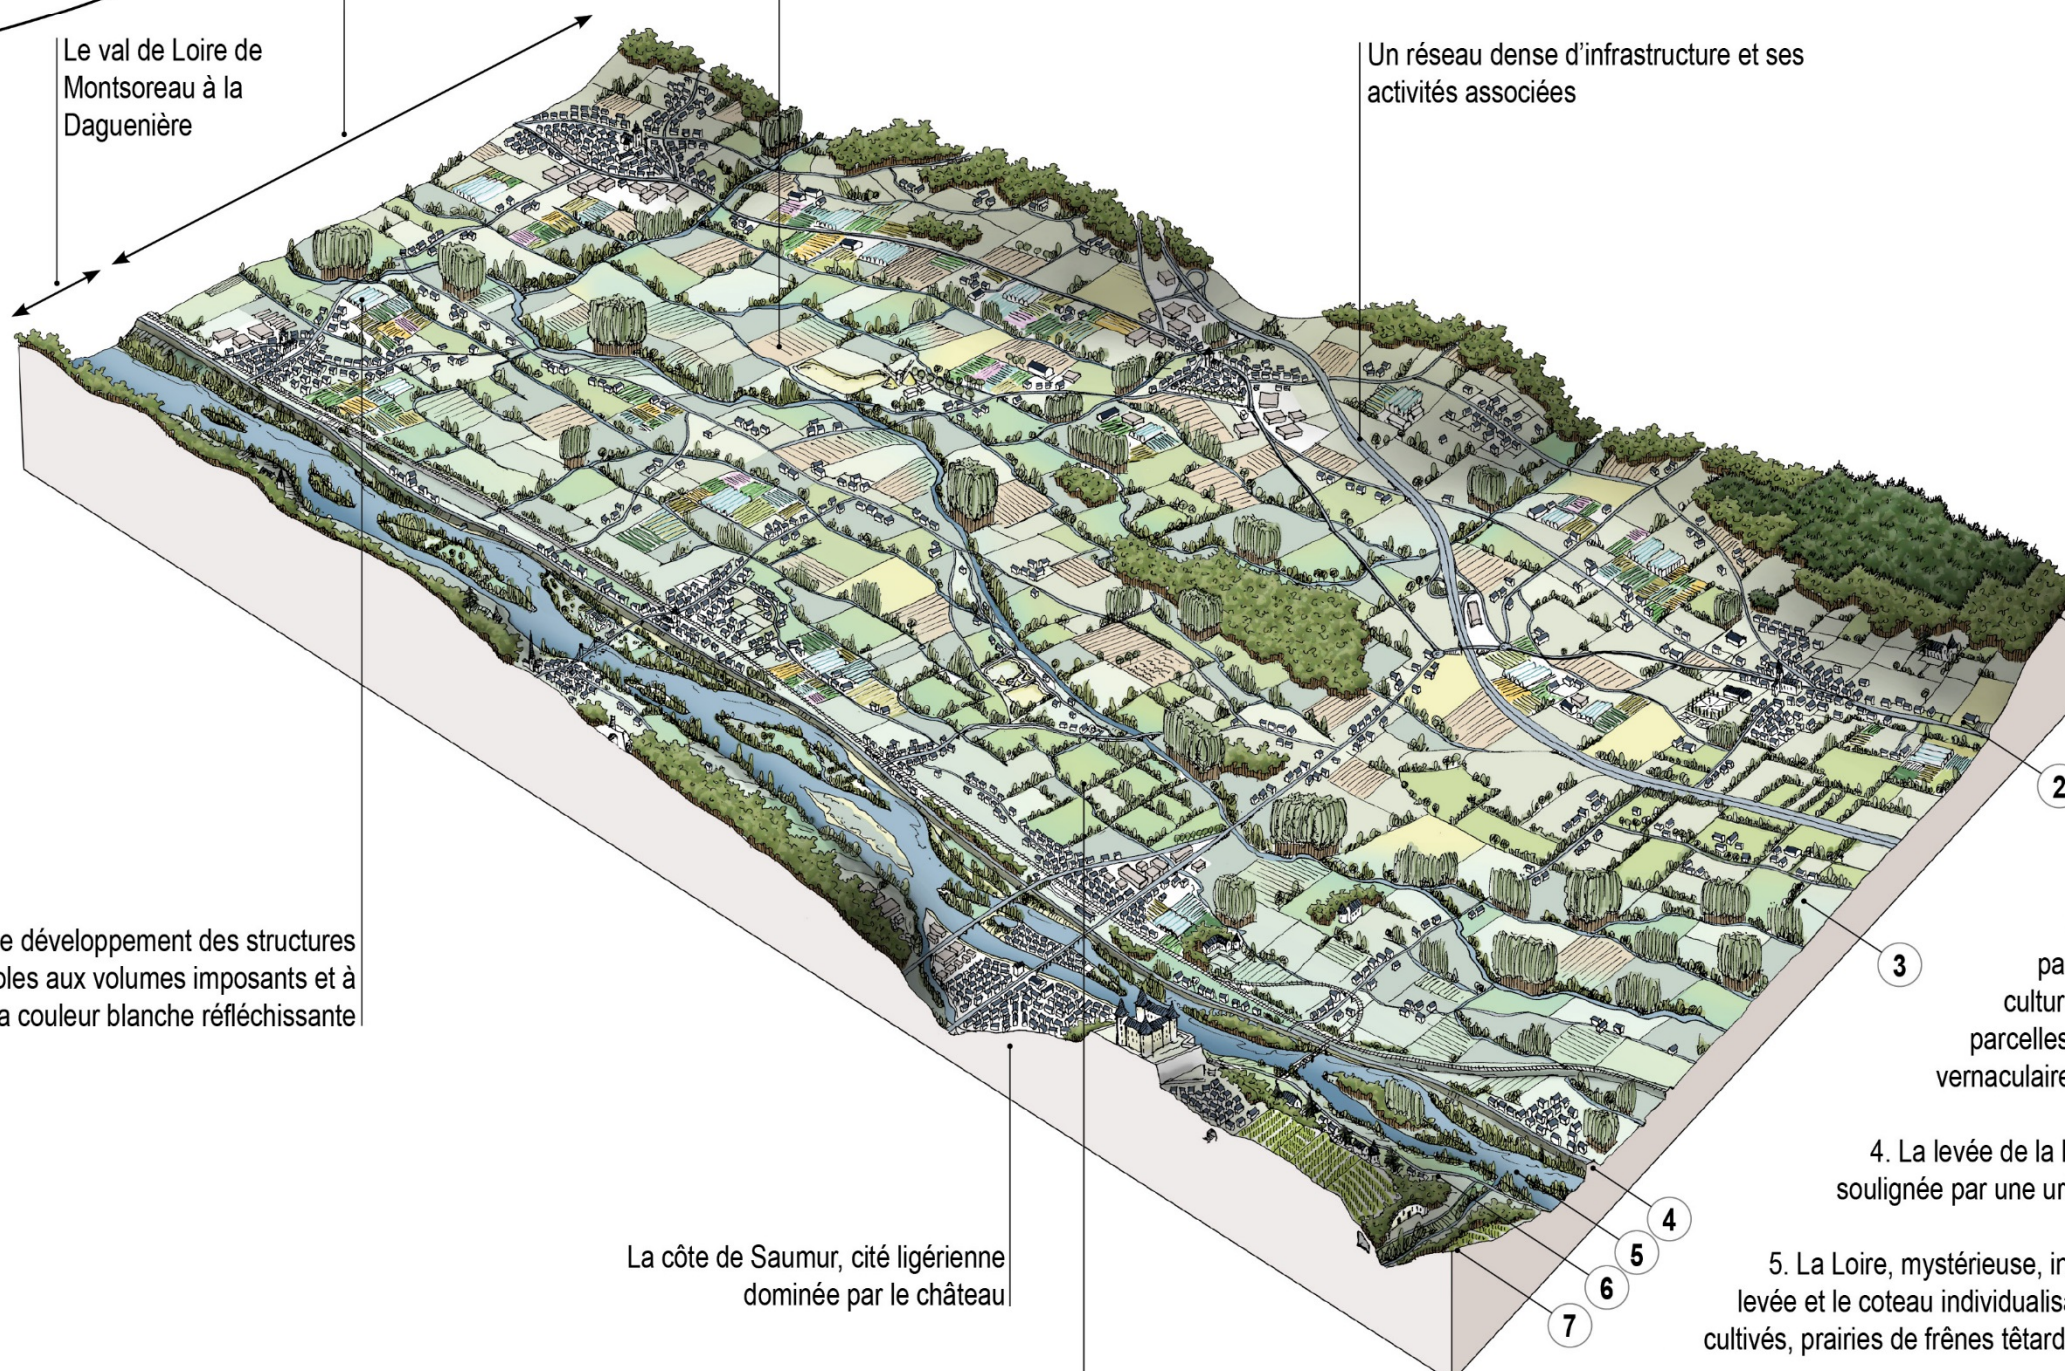 Le val de Loire de
Montsoreau à la
Daguenière
Un réseau dense d’infrastructure et ses
activités associées
e développement des structures
oles aux volumes imposants et à
a couleur blanche réfléchissante
La côte de Saumur, cité ligérienne
dominée par le château
2
3
4
5
6
7
pa
cultur
parcelles
vernaculaire
4. La levée de la
soulignée par une ur
5. La Loire, mystérieuse, in
levée et le coteau individualisa
cultivés, prairies de frênes têtard